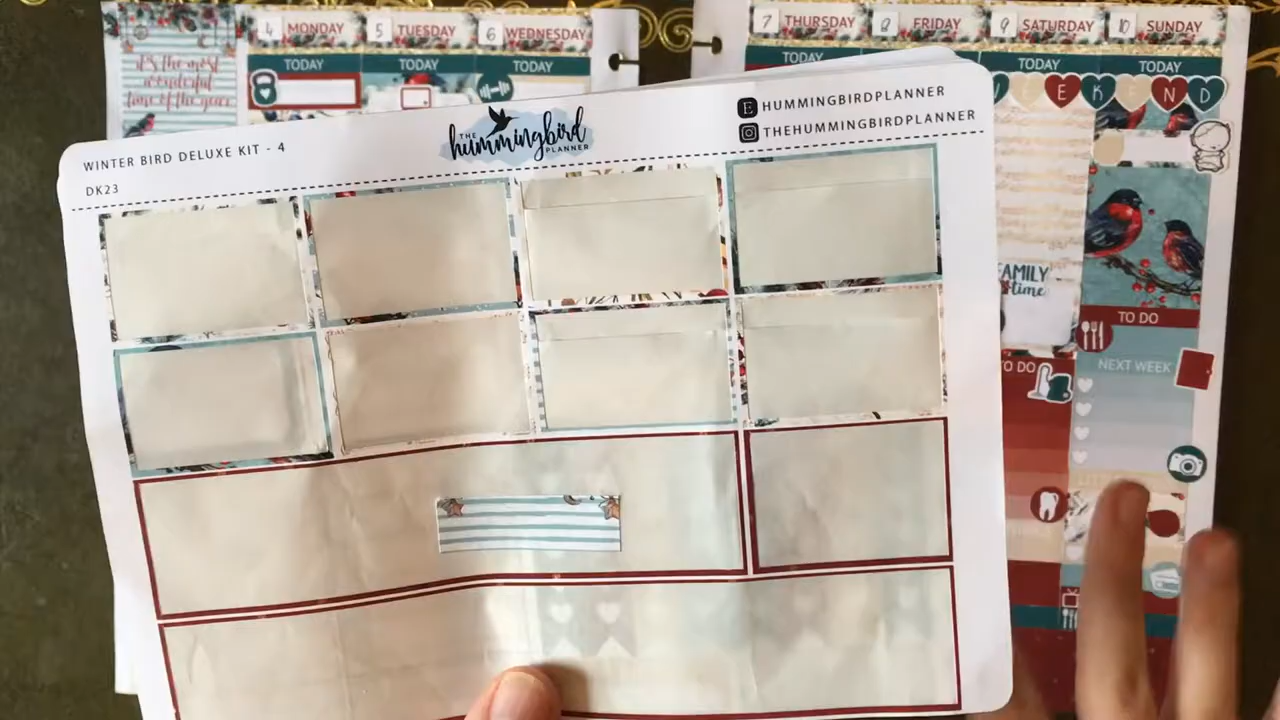 4 MONDAY 5 TUESDAY 6 WEDNESDAY 7 THURSDAY 8 FRIDAY 9 SATURDAY 10 SUNDAY
TODAY TODAY TODAY TODAY TODAY TODAY
it's the most
wonderful
time of the year
E K E N D
WINTER BIRD DELUXE KIT - 4
DK23
THE
hummingbird
PLANNER
E HUMMINGBIRDPLANNER
THEHUMMINGBIRDPLANNER
FAMILY
time
TO DO
NEXT WEEK
TO DO